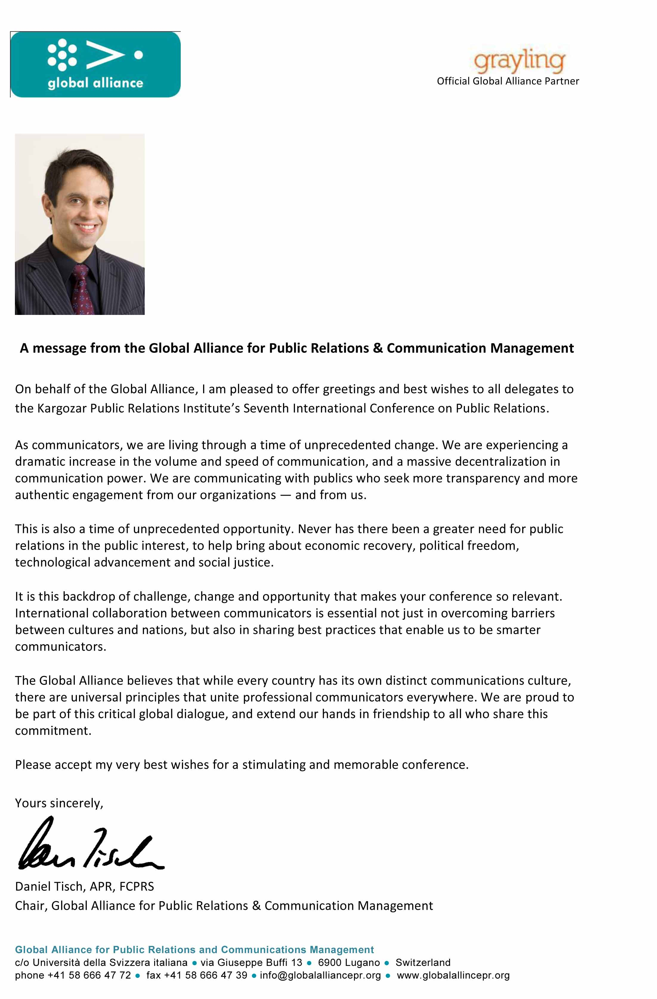 global alliance
grayling
Official Global Alliance Partner
A message from the Global Alliance for Public Relations & Communication Management
On behalf of the Global Alliance, I am pleased to offer greetings and best wishes to all delegates to
the Kargozar Public Relations Institute’s Seventh International Conference on Public Relations.
As communicators, we are living through a time of unprecedented change. We are experiencing a
dramatic increase in the volume and speed of communication, and a massive decentralization in
communication power. We are communicating with publics who seek more transparency and more
authentic engagement from our organizations — and from us.
This is also a time of unprecedented opportunity. Never has there been a greater need for public
relations in the public interest, to help bring about economic recovery, political freedom,
technological advancement and social justice.
It is this backdrop of challenge, change and opportunity that makes your conference so relevant.
International collaboration between communicators is essential not just in overcoming barriers
between cultures and nations, but also in sharing best practices that enable us to be smarter
communicators.
The Global Alliance believes that while every country has its own distinct communications culture,
there are universal principles that unite professional communicators everywhere. We are proud to
be part of this critical global dialogue, and extend our hands in friendship to all who share this
commitment.
Please accept my very best wishes for a stimulating and memorable conference.
Yours sincerely,
Dan Tisch
Daniel Tisch, APR, FCPRS
Chair, Global Alliance for Public Relations & Communication Management
Global Alliance for Public Relations and Communications Management
c/o Università della Svizzera italiana ● via Giuseppe Buffi 13 ● 6900 Lugano ● Switzerland
phone +41 58 666 47 72 ● fax +41 58 666 47 39 ● info@globalalliancepr.org ● www.globalallincepr.org